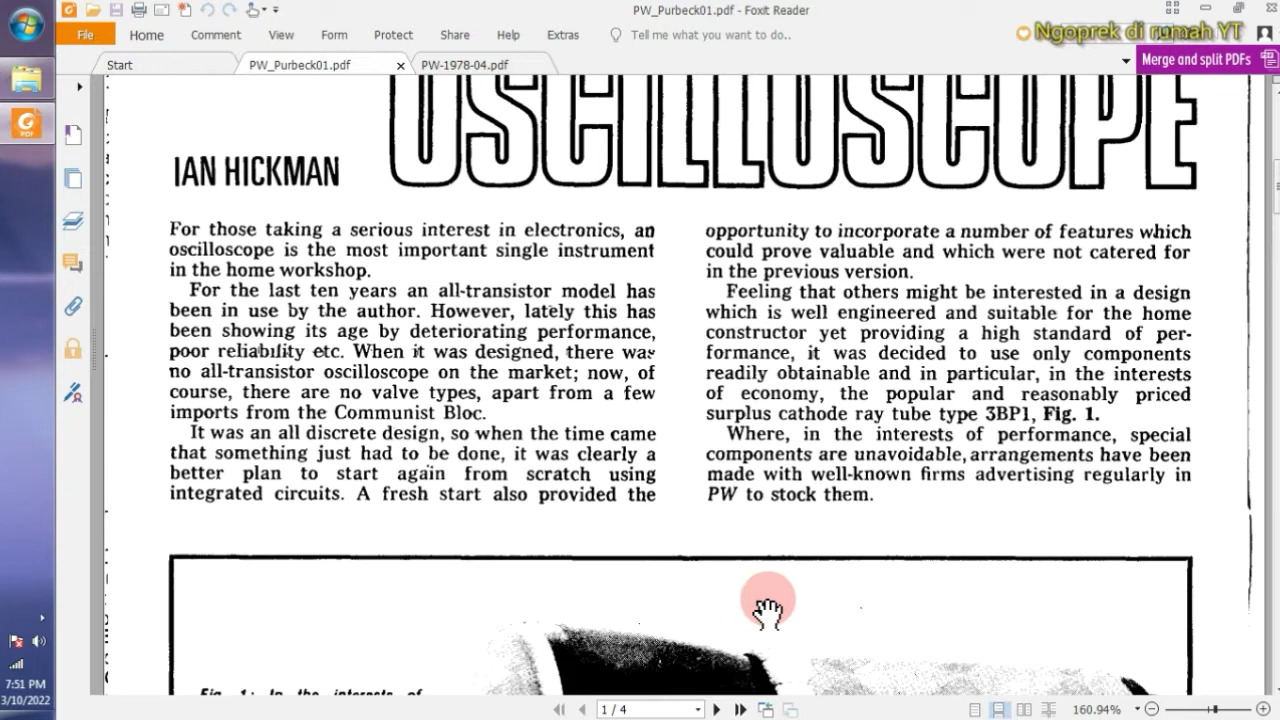 PW_Purbeck01.pdf - Foxit Reader
Ngoprek di rumah YT
File
Home
Comment
View
Form
Protect
Share
Help
Extras
Tell me what you want to do..
Merge and split PDFs
Start
PW_Purbeck01.pdf
PW-1978-04.pdf
OSCILLOSCOPE
IAN HICKMAN
For those taking a serious interest in electronics, an
oscilloscope is the most important single instrument
in the home workshop.
For the last ten years an all-transistor model has
been in use by the author. However, lately this has
been showing its age by deteriorating performance,
poor reliability etc. When it was designed, there was
no all-transistor oscilloscope on the market; now, of
course, there are no valve types, apart from a few
imports from the Communist Bloc.
It was an all discrete design, so when the time came
that something just had to be done, it was clearly a
better plan to start again from scratch using
integrated circuits. A fresh start also provided the
opportunity to incorporate a number of features which
could prove valuable and which were not catered for
in the previous version.
Feeling that others might be interested in a design
which is well engineered and suitable for the home
constructor yet providing a high standard of per-
formance, it was decided to use only components
readily obtainable and in particular, in the interests
of economy, the popular and reasonably priced
surplus cathode ray tube type 3BP1, Fig. 1.
Where, in the interests of performance, special
components are unavoidable, arrangements have been
made with well-known firms advertising regularly in
PW to stock them.
Fig. 1: In the interests of
7:51 PM
3/10/2022
1 / 4
160.94%